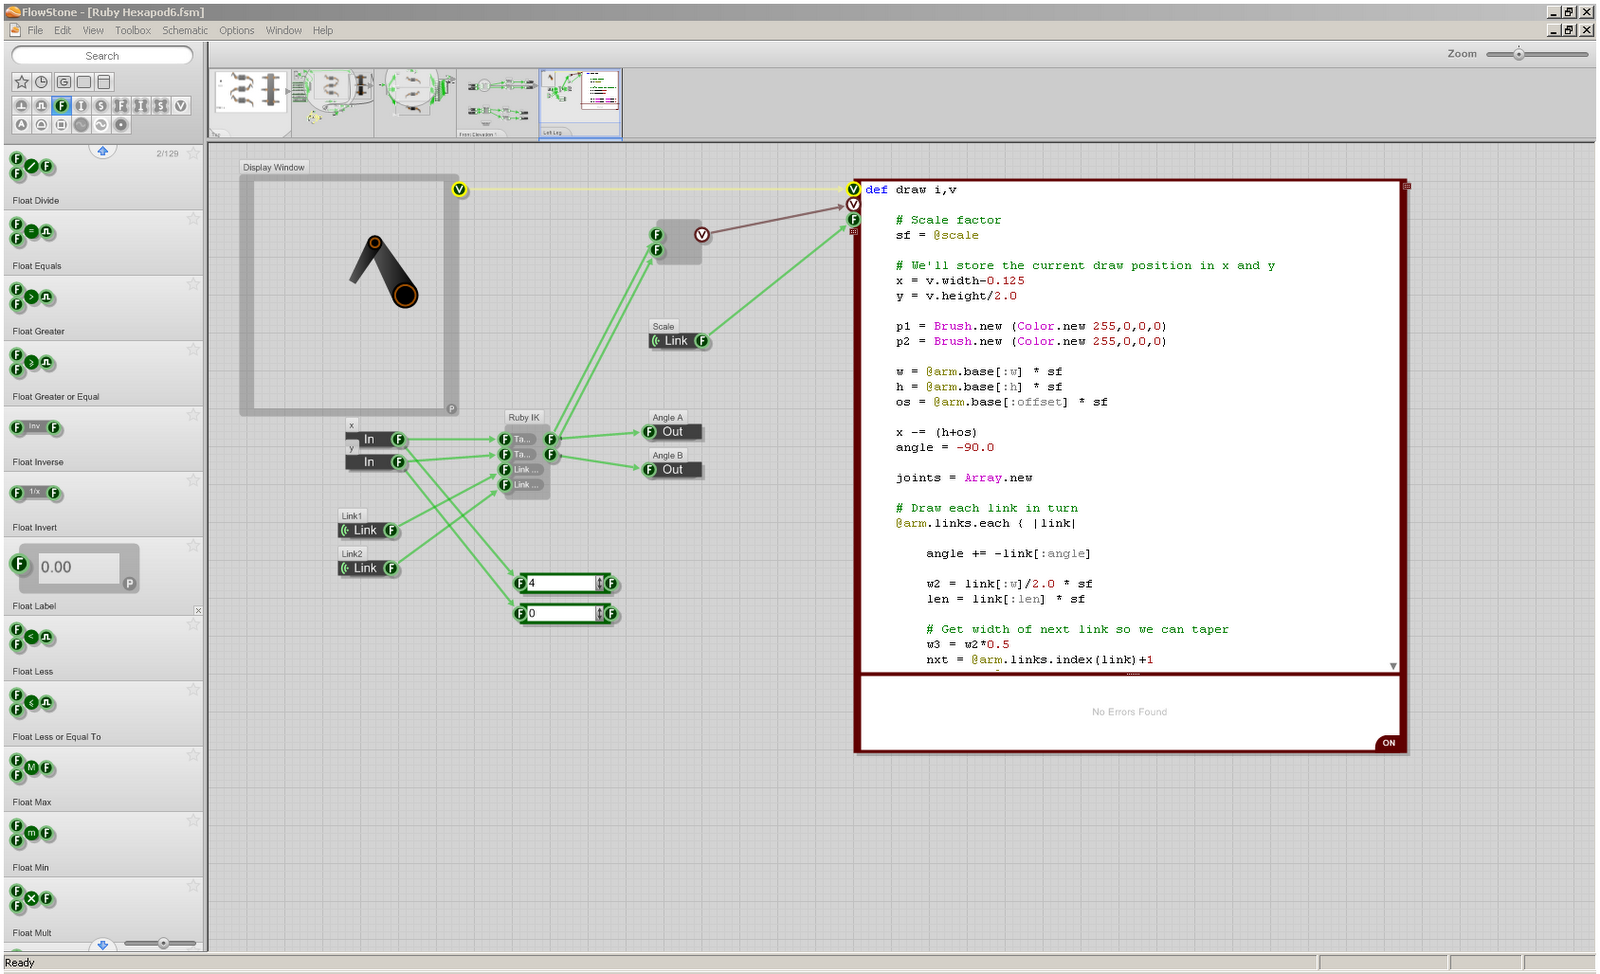 FlowStone - [Ruby Hexapod6.fsm]
File Edit View Toolbox Schematic Options Window Help
Search
Zoom
2/129
Float Divide
Float Equals
Float Greater
Float Greater or Equal
Inv
Float Inverse
1/x
Float Invert
0.00
Float Label
Float Less
Float Less or Equal To
Float Max
Float Min
Float Mult
Left Leg
Display Window
Scale
Link
x
In
y
In
Ruby IK
Ta...
Ta...
Link ...
Link ...
Angle A
Out
Angle B
Out
Link1
Link
Link2
Link
4
0
def draw i,v
# Scale factor
sf = @scale
# We'll store the current draw position in x and y
x = v.width-0.125
y = v.height/2.0
p1 = Brush.new (Color.new 255,0,0,0)
p2 = Brush.new (Color.new 255,0,0,0)
w = @arm.base[:w] * sf
h = @arm.base[:h] * sf
os = @arm.base[:offset] * sf
x -= (h+os)
angle = -90.0
joints = Array.new
# Draw each link in turn
@arm.links.each { |link|
angle += -link[:angle]
w2 = link[:w]/2.0 * sf
len = link[:len] * sf
# Get width of next link so we can taper
w3 = w2*0.5
nxt = @arm.links.index(link)+1
No Errors Found
ON
Ready